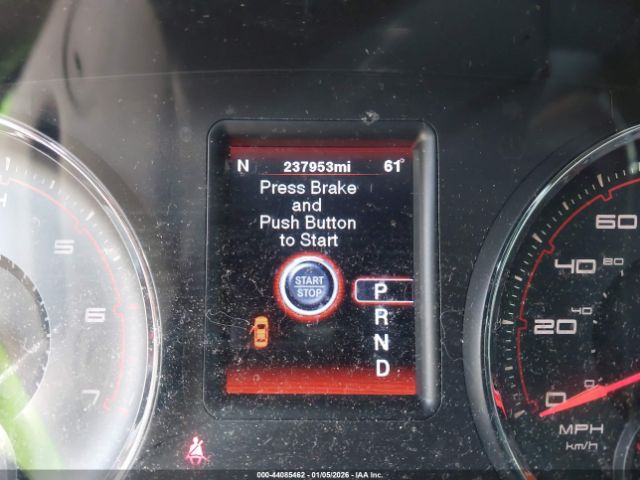 N 237953mi 61°
Press Brake
and
Push Button
to Start
START
STOP
P
R
N
D
H
5
6
7
60
80
40
40
20
0
0
MPH
km/h
000-44085462 - 01/05/2026 - IAA Inc.